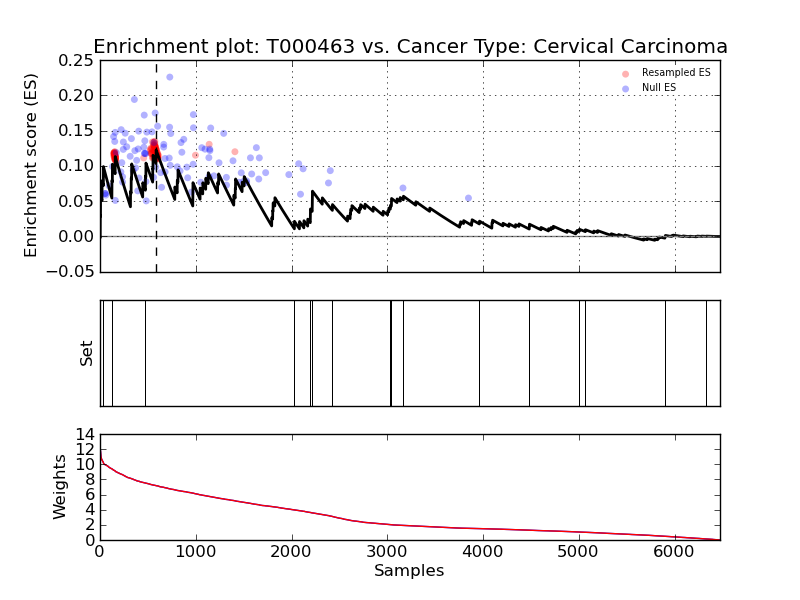 Enrichment plot: T000463 vs. Cancer Type: Cervical Carcinoma
0.25
0.20
0.15
0.10
0.05
0.00
−0.05
Enrichment score (ES)
Resampled ES
Null ES
Set
14
12
10
8
6
4
2
0
Weights
0 1000 2000 3000 4000 5000 6000
Samples